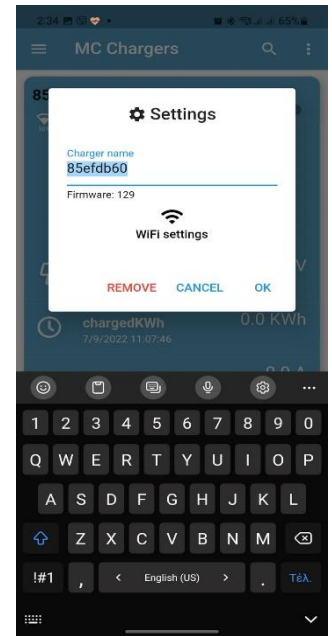 2:34
65%
MC Chargers
85
Settings
Charger name
85efdb60
Firmware: 129
WiFi settings
V
REMOVE CANCEL OK
chargedKWh 0.0 KWh
7/9/2022 11:07:46
1 2 3 4 5 6 7 8 9 0
Q W E R T Y U I O P
A S D F G H J K L
Z X C V B N M
!#1 , < English (US) > . Τέλ.